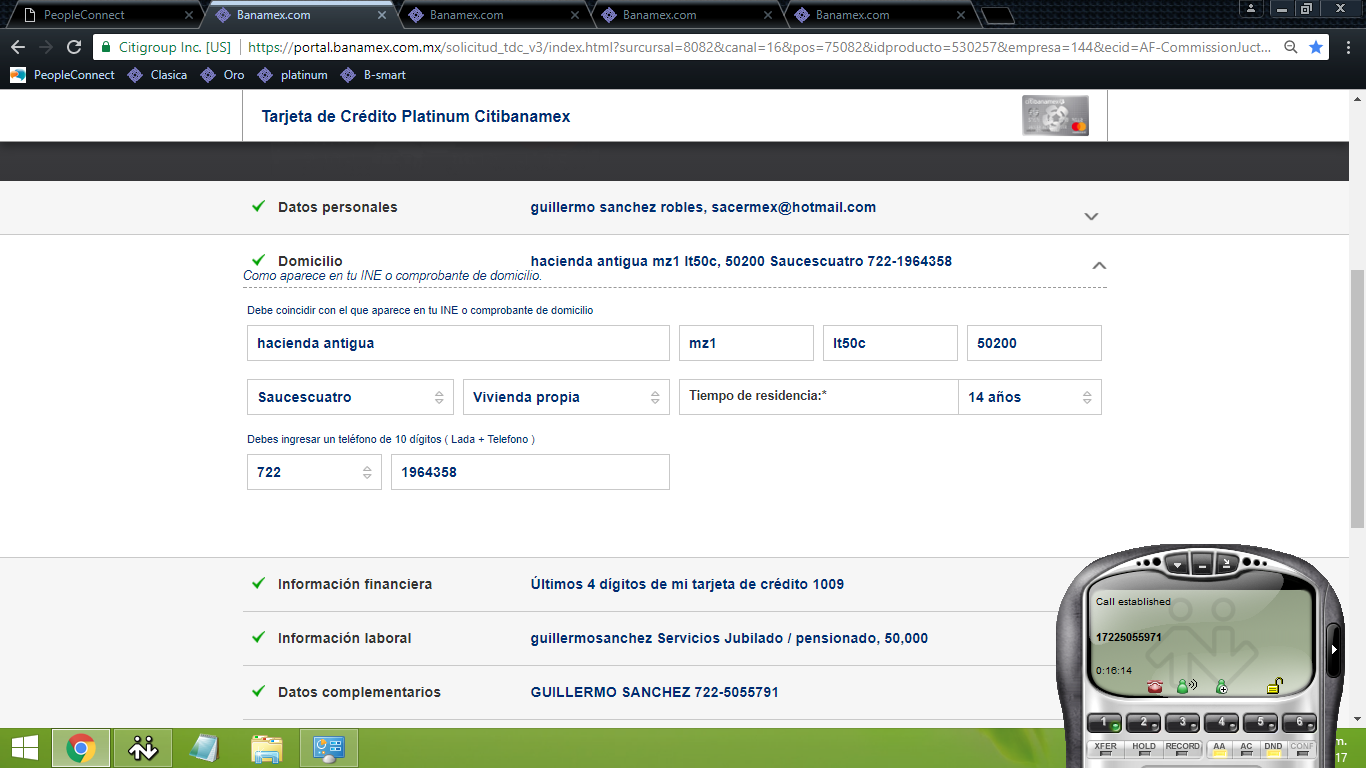 PeopleConnect
Banamex.com
Banamex.com
Banamex.com
Banamex.com
Citigroup Inc. [US]
https://portal.banamex.com.mx/solicitud_tdc_v3/index.html?surcursal=8082&canal=16&pos=75082&idproducto=530257&empresa=144&ecid=AF-CommissionJuct...
PeopleConnect
Clasica
Oro
platinum
B-smart
Tarjeta de Crédito Platinum Citibanamex
Datos personales
guillermo sanchez robles, sacermex@hotmail.com
Domicilio
hacienda antigua mz1 lt50c, 50200 Saucescuatro 722-1964358
Como aparece en tu INE o comprobante de domicilio.
Debe coincidir con el que aparece en tu INE o comprobante de domicilio
hacienda antigua
mz1
lt50c
50200
Saucescuatro
Vivienda propia
Tiempo de residencia:*
14 años
Debes ingresar un teléfono de 10 dígitos ( Lada + Telefono )
722
1964358
Información financiera
Últimos 4 dígitos de mi tarjeta de crédito 1009
Información laboral
guillermosanchez Servicios Jubilado / pensionado, 50,000
Datos complementarios
GUILLERMO SANCHEZ 722-5055791
Call established
17225055971
0:16:14
1
2
3
4
5
6
XFER
HOLD
RECORD
AA
AC
DND
CONF
m.
17